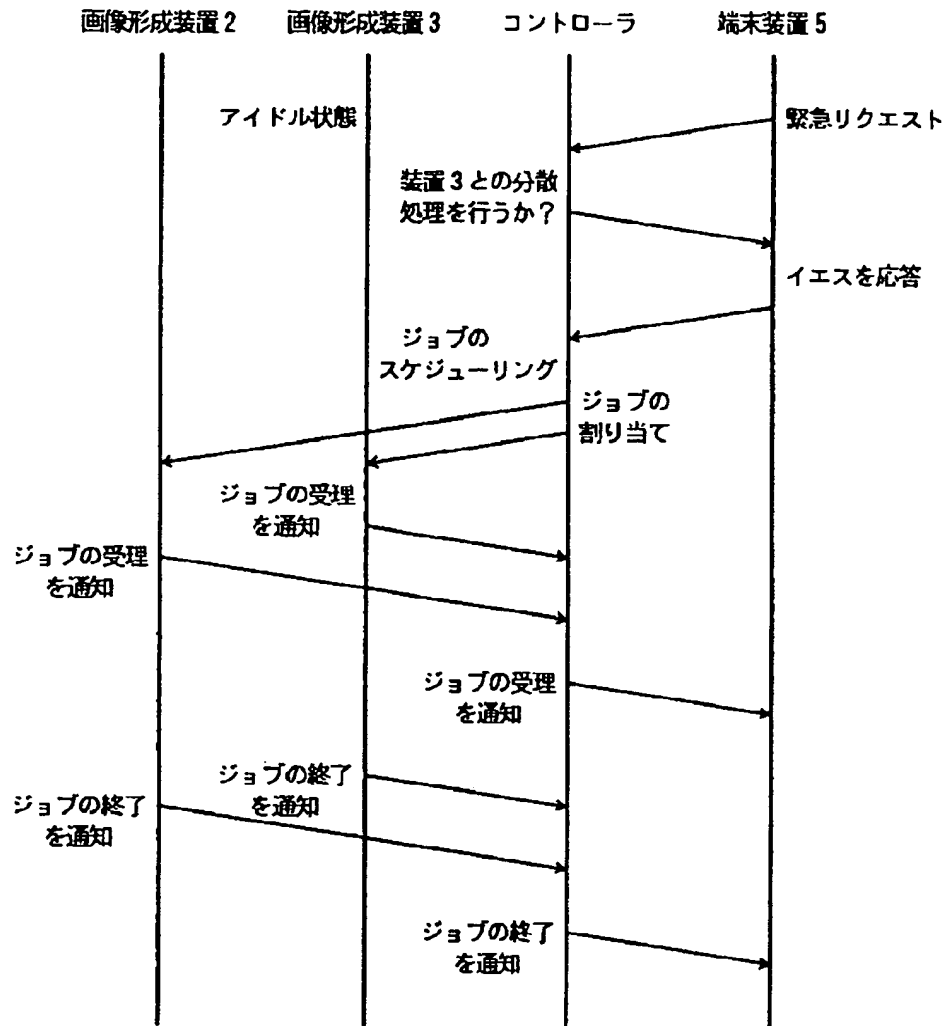 画像形成装置2
画像形成装置3
コントローラ
端末装置5
アイドル状態
緊急リクエスト
装置3との分散
処理を行うか?
イエスを応答
ジョブの
スケジューリング
ジョブの
割り当て
ジョブの受理
を通知
ジョブの受理
を通知
ジョブの受理
を通知
ジョブの終了
を通知
ジョブの終了
を通知
ジョブの終了
を通知